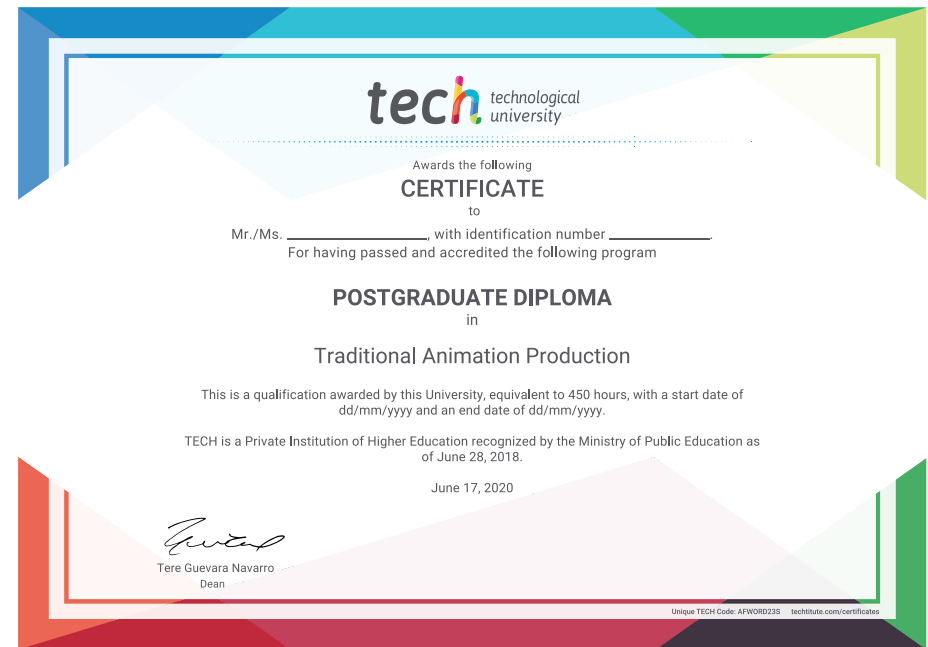 tech technological
university
Awards the following
CERTIFICATE
to
Mr./Ms. ____________________, with identification number ______________.
For having passed and accredited the following program
POSTGRADUATE DIPLOMA
in
Traditional Animation Production
This is a qualification awarded by this University, equivalent to 450 hours, with a start date of
dd/mm/yyyy and an end date of dd/mm/yyyy.
TECH is a Private Institution of Higher Education recognized by the Ministry of Public Education as
of June 28, 2018.
June 17, 2020
Tere Guevara Navarro
Dean
Unique TECH Code: AFWORD23S techtitute.com/certificates